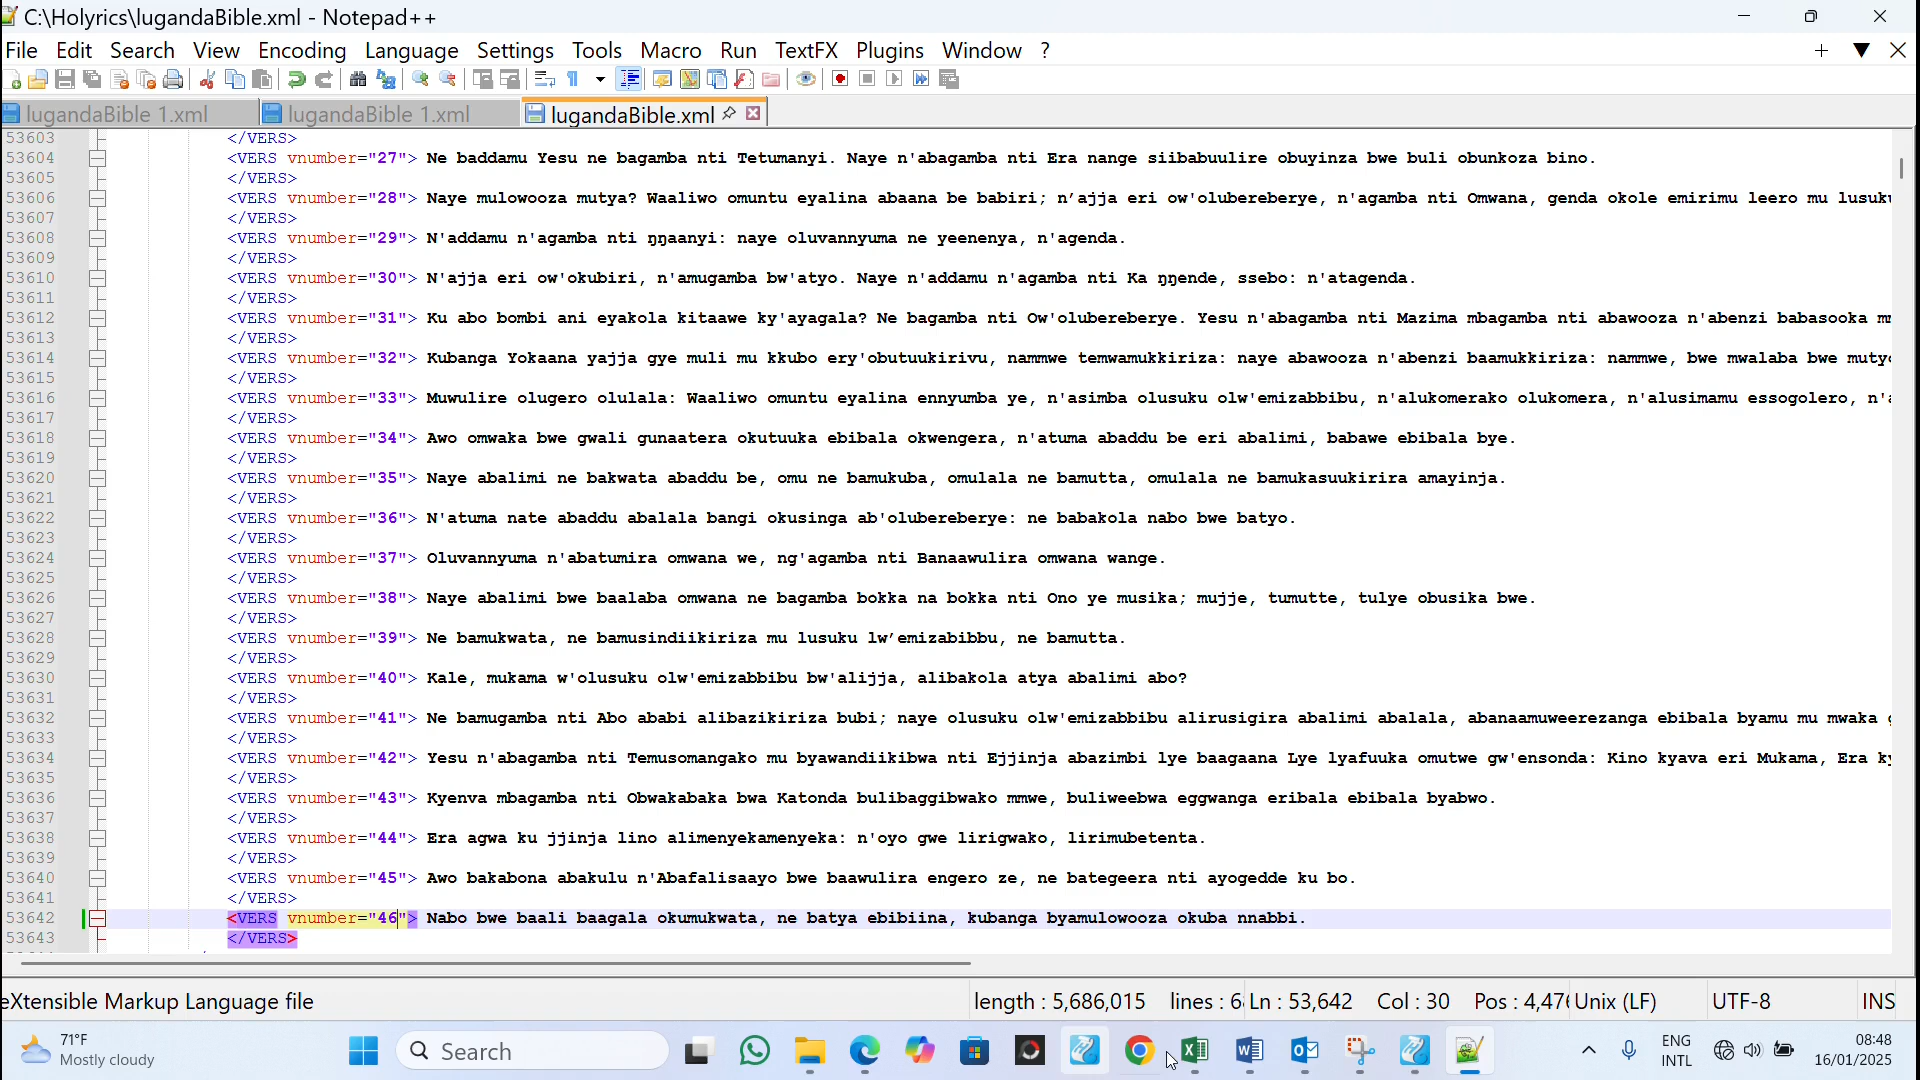 C:\Holyrics\lugandaBible.xml - Notepad++
File Edit Search View Encoding Language Settings Tools Macro Run TextFX Plugins Window ?
lugandaBible 1.xml lugandaBible 1.xml lugandaBible.xml
53603 </VERS>
53604 <VERS vnumber="27"> Ne baddamu Yesu ne bagamba nti Tetumanyi. Naye n'abagamba nti Era nange siibabuulire obuyinza bwe buli obunkoza bino.
53605 </VERS>
53606 <VERS vnumber="28"> Naye mulowooza mutya? Waaliwo omuntu eyalina abaana be babiri; n’ajja eri ow'olubereberye, n'agamba nti Omwana, genda okole emirimu leero mu
53607 </VERS>
53608 <VERS vnumber="29"> N'addamu n'agamba nti ŋŋaanyi: naye oluvannyuma ne yeenenya, n'agenda.
53609 </VERS>
53610 <VERS vnumber="30"> N'ajja eri ow'okubiri, n'amugamba bw'atyo. Naye n'addamu n'agamba nti Ka ŋŋende, ssebo: n'atagenda.
53611 </VERS>
53612 <VERS vnumber="31"> Ku abo bombi ani eyakola kitaawe ky'ayagala? Ne bagamba nti Ow'olubereberye. Yesu n'abagamba nti Mazima mbagamba nti abawooza n'abenzi babasooka
53613 </VERS>
53614 <VERS vnumber="32"> Kubanga Yokaana yajja gye muli mu kkubo ery'obutuukirivu, nammwe temwamukkiriza: naye abawooza n'abenzi baamukkiriza: nammwe, bwe mwalaba bwe
53615 </VERS>
53616 <VERS vnumber="33"> Muwulire olugero olulala: Waaliwo omuntu eyalina ennyumba ye, n'asimba olusuku olw'emizabbibu, n'alukomerako olukomera, n'alusimamu essogolero,
53617 </VERS>
53618 <VERS vnumber="34"> Awo omwaka bwe gwali gunaatera okutuuka ebibala okwengera, n'atuma abaddu be eri abalimi, babawe ebibala bye.
53619 </VERS>
53620 <VERS vnumber="35"> Naye abalimi ne bakwata abaddu be, omu ne bamukuba, omulala ne bamutta, omulala ne bamukasuukirira amayinja.
53621 </VERS>
53622 <VERS vnumber="36"> N'atuma nate abaddu abalala bangi okusinga ab'olubereberye: ne babakola nabo bwe batyo.
53623 </VERS>
53624 <VERS vnumber="37"> Oluvannyuma n'abatumira omwana we, ng'agamba nti Banaawulira omwana wange.
53625 </VERS>
53626 <VERS vnumber="38"> Naye abalimi bwe baalaba omwana ne bagamba bokka na bokka nti Ono ye musika; mujje, tumutte, tulye obusika bwe.
53627 </VERS>
53628 <VERS vnumber="39"> Ne bamukwata, ne bamusindiikiriza mu lusuku lw’emizabibbu, ne bamutta.
53629 </VERS>
53630 <VERS vnumber="40"> Kale, mukama w'olusuku olw'emizabbibu bw'alijja, alibakola atya abalimi abo?
53631 </VERS>
53632 <VERS vnumber="41"> Ne bamugamba nti Abo ababi alibazikiriza bubi; naye olusuku olw'emizabbibu alirusigira abalimi abalala, abanaamuweerezanga ebibala byamu mu mwaka
53633 </VERS>
53634 <VERS vnumber="42"> Yesu n'abagamba nti Temusomangako mu byawandiikibwa nti Ejjinja abazimbi lye baagaana Lye lyafuuka omutwe gw'ensonda: Kino kyava eri Mukama, Era
53635 </VERS>
53636 <VERS vnumber="43"> Kyenva mbagamba nti Obwakabaka bwa Katonda bulibaggibwako mmwe, buliweebwa eggwanga eribala ebibala byabwo.
53637 </VERS>
53638 <VERS vnumber="44"> Era agwa ku jjinja lino alimenyekamenyeka: n'oyo gwe lirigwako, lirimubetenta.
53639 </VERS>
53640 <VERS vnumber="45"> Awo bakabona abakulu n'Abafalisaayo bwe baawulira engero ze, ne bategeera nti ayogedde ku bo.
53641 </VERS>
53642 <VERS vnumber="46"> Nabo bwe baali baagala okumukwata, ne batya ebibiina, kubanga byamulowooza okuba nnabbi.
53643 </VERS>
eXtensible Markup Language file length : 5,686,015 lines : Ln : 53,642 Col : 30 Pos : Unix (LF) UTF-8 INS
71°F
Mostly cloudy
Search
ENG
INTL
08:48
16/01/2025